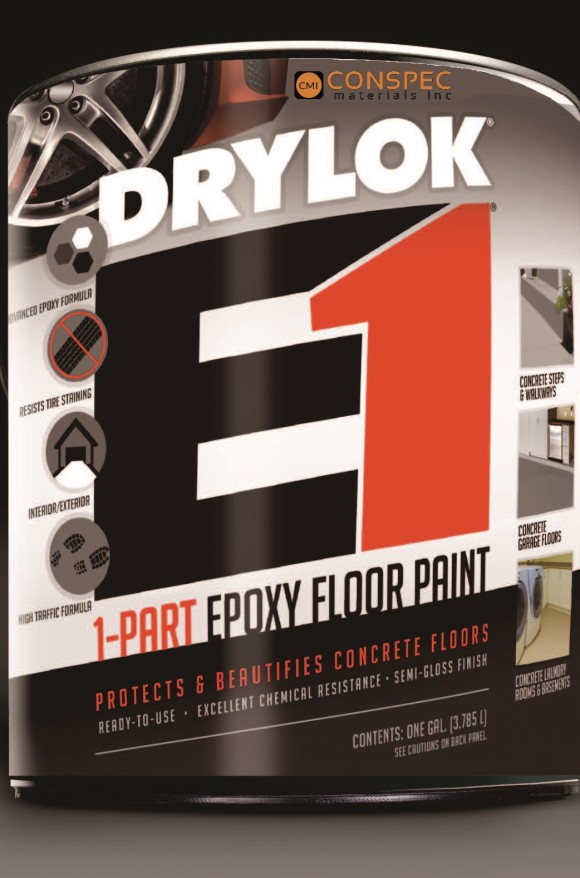 CMI CONSPEC
materials inc
DRYLOK®
E1®
ADVANCED EPOXY FORMULA
RESISTS TIRE STAINING
INTERIOR/EXTERIOR
HIGH TRAFFIC FORMULA
CONCRETE STEPS
& WALKWAYS
CONCRETE
GARAGE FLOORS
CONCRETE LAUNDRY
ROOMS & BASEMENTS
1-PART EPOXY FLOOR PAINT
PROTECTS & BEAUTIFIES CONCRETE FLOORS
READY-TO-USE • EXCELLENT CHEMICAL RESISTANCE • SEMI-GLOSS FINISH
CONTENTS: ONE GAL. [3.785 L]
SEE CAUTIONS ON BACK PANEL.